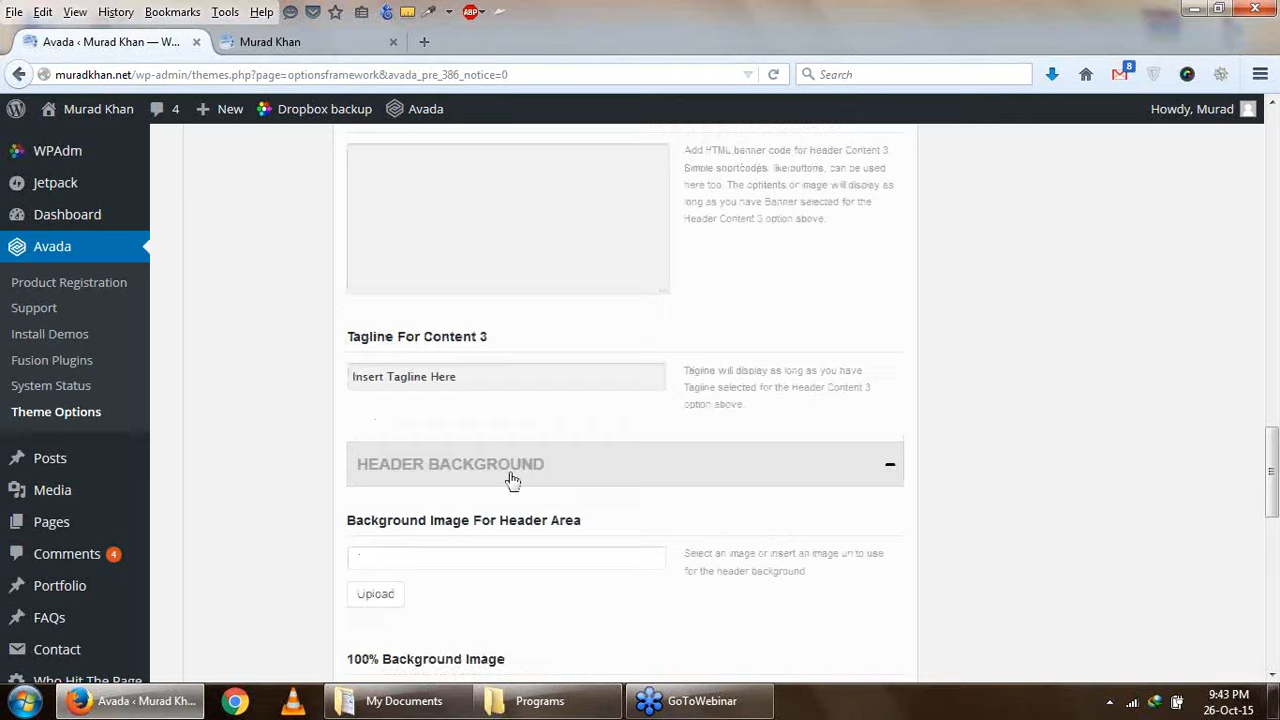 File Edit View History Bookmarks Tools Help
ABP
Avada ‹ Murad Khan — W...
Murad Khan
muradkhan.net/wp-admin/themes.php?page=optionsframework&avada_pre_386_notice=0
Search
8
Murad Khan
4
New
Dropbox backup
Avada
Howdy, Murad
WPAdm
Jetpack
Dashboard
Avada
Product Registration
Support
Install Demos
Fusion Plugins
System Status
Theme Options
Posts
Media
Pages
Comments 4
Portfolio
FAQs
Contact
Who Hit The Page
Add HTML banner code for Header Content 3.
Simple shortcodes, like buttons, can be used
here too. The contents or image will display as
long as you have Banner selected for the
Header Content 3 option above.
Tagline For Content 3
Insert Tagline Here
Tagline will display as long as you have
Tagline selected for the Header Content 3
option above.
HEADER BACKGROUND
Background Image For Header Area
Select an image or insert an image url to use
for the header background.
Upload
100% Background Image
Avada ‹ Murad Kh...
My Documents
Programs
GoToWebinar
9:43 PM
26-Oct-15